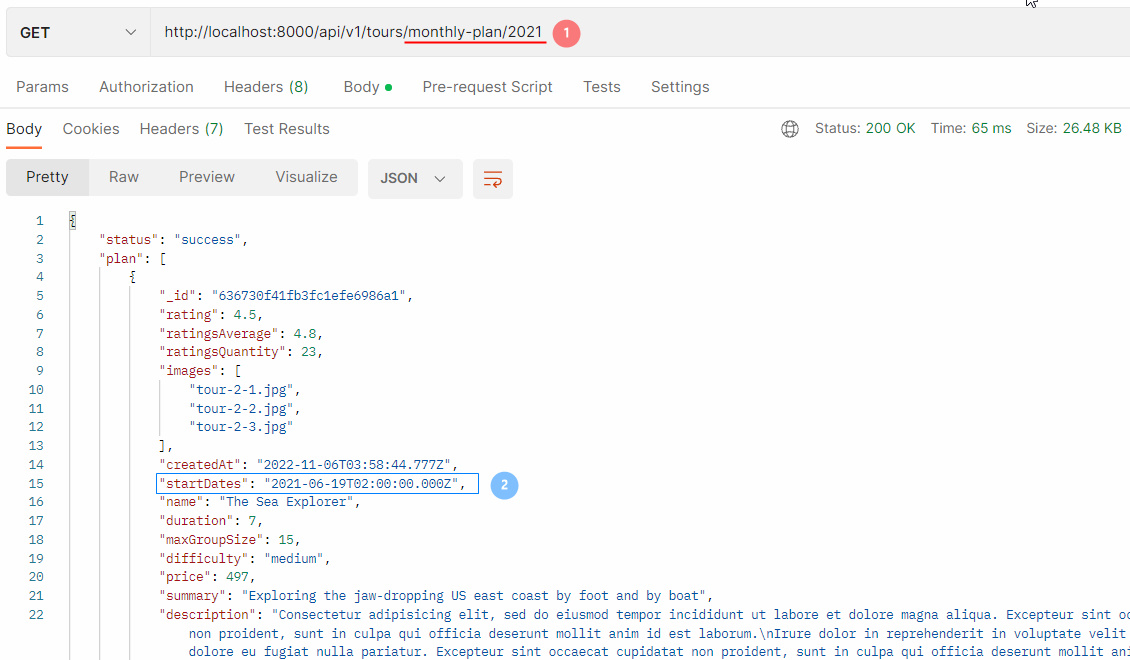 GET http://localhost:8000/api/v1/tours/monthly-plan/2021 1
Params Authorization Headers (8) Body Pre-request Script Tests Settings
Body Cookies Headers (7) Test Results Status: 200 OK Time: 65 ms Size: 26.48 KB
Pretty Raw Preview Visualize JSON
1 {
2 "status": "success",
3 "plan": [
4 {
5 "_id": "636730f41fb3fc1efe6986a1",
6 "rating": 4.5,
7 "ratingsAverage": 4.8,
8 "ratingsQuantity": 23,
9 "images": [
10 "tour-2-1.jpg",
11 "tour-2-2.jpg",
12 "tour-2-3.jpg"
13 ],
14 "createdAt": "2022-11-06T03:58:44.777Z",
15 "startDates": "2021-06-19T02:00:00.000Z", 2
16 "name": "The Sea Explorer",
17 "duration": 7,
18 "maxGroupSize": 15,
19 "difficulty": "medium",
20 "price": 497,
21 "summary": "Exploring the jaw-dropping US east coast by foot and by boat",
22 "description": "Consectetur adipisicing elit, sed do eiusmod tempor incididunt ut labore et dolore magna aliqua. Excepteur sint
non proident, sunt in culpa qui officia deserunt mollit anim id est laborum.\nIrure dolor in reprehenderit in voluptate velit
dolore eu fugiat nulla pariatur. Excepteur sint occaecat cupidatat non proident, sunt in culpa qui officia deserunt mollit